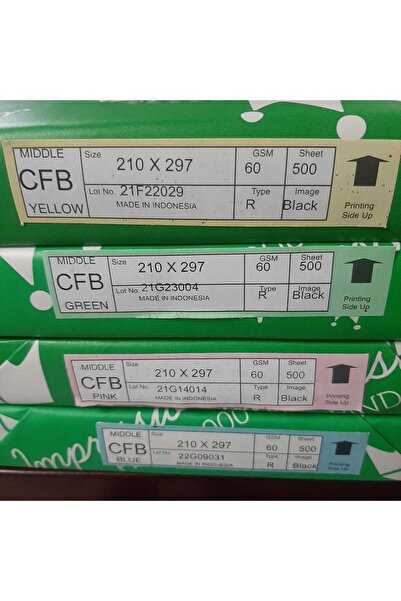 MIDDLE
CFB
YELLOW
Size 210 X 297
GSM 60
Sheet 500
Lot No. 21F22029
MADE IN INDONESIA
Type R
Image Black
Printing
Side Up
MIDDLE
CFB
GREEN
Size 210 X 297
GSM 60
Sheet 500
Lot No. 21G23004
MADE IN INDONESIA
Type R
Image Black
Printing
Side Up
MIDDLE
CFB
PINK
Size 210 X 297
GSM 60
Sheet 500
Lot No. 21G14014
MADE IN INDONESIA
Type R
Image Black
Printing
Side Up
MIDDLE
CFB
BLUE
Size 210 X 297
GSM 60
Sheet 500
Lot No. 22G09031
MADE IN INDONESIA
Type R
Image Black
Printing
Side Up